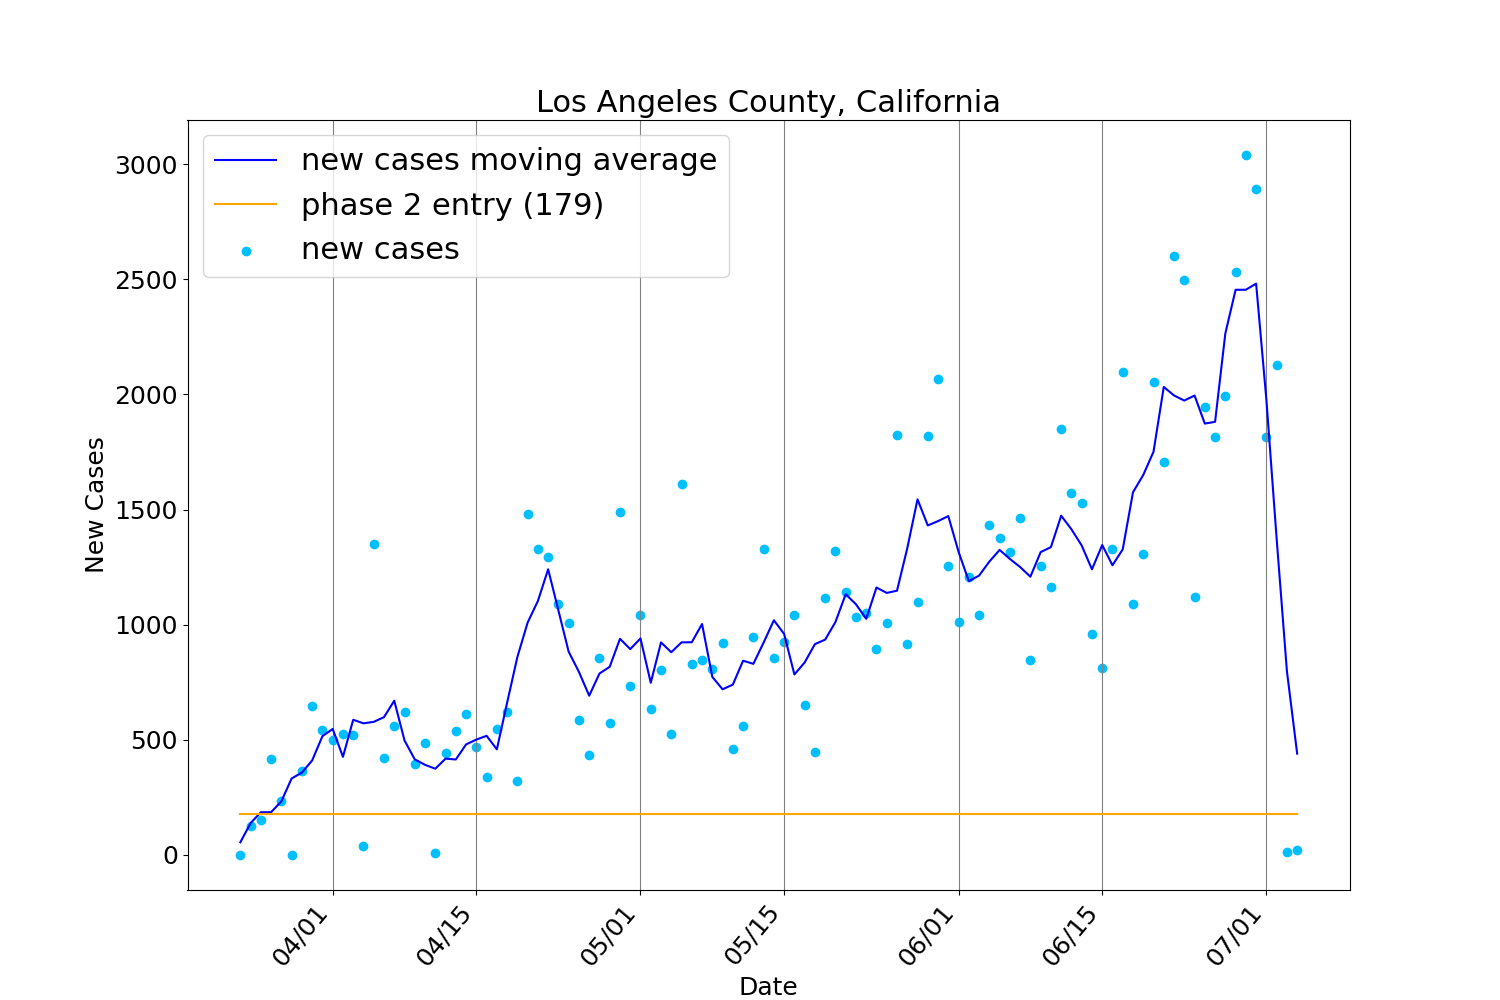 Los Angeles County, California
new cases moving average
phase 2 entry (179)
new cases
3000
2500
2000
1500
1000
500
0
New Cases
04/01
04/15
05/01
05/15
06/01
06/15
07/01
Date